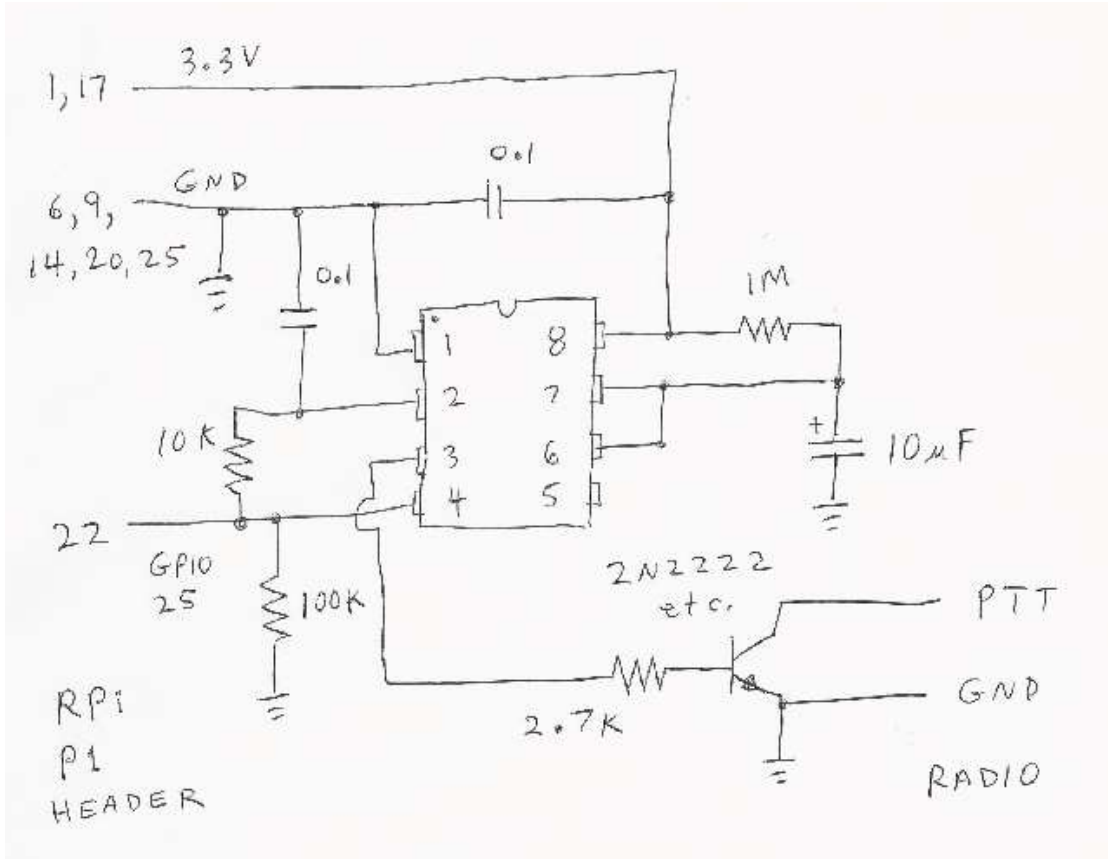 3.3V
1,17
0.1
GND
6,9,
14,20,25
0.1
1M
1
8
2
7
10K
3
6
+
10μF
4
5
22
GPIO
25
100K
2N2222
etc.
PTT
GND
2.7K
RPi
P1
HEADER
RADIO